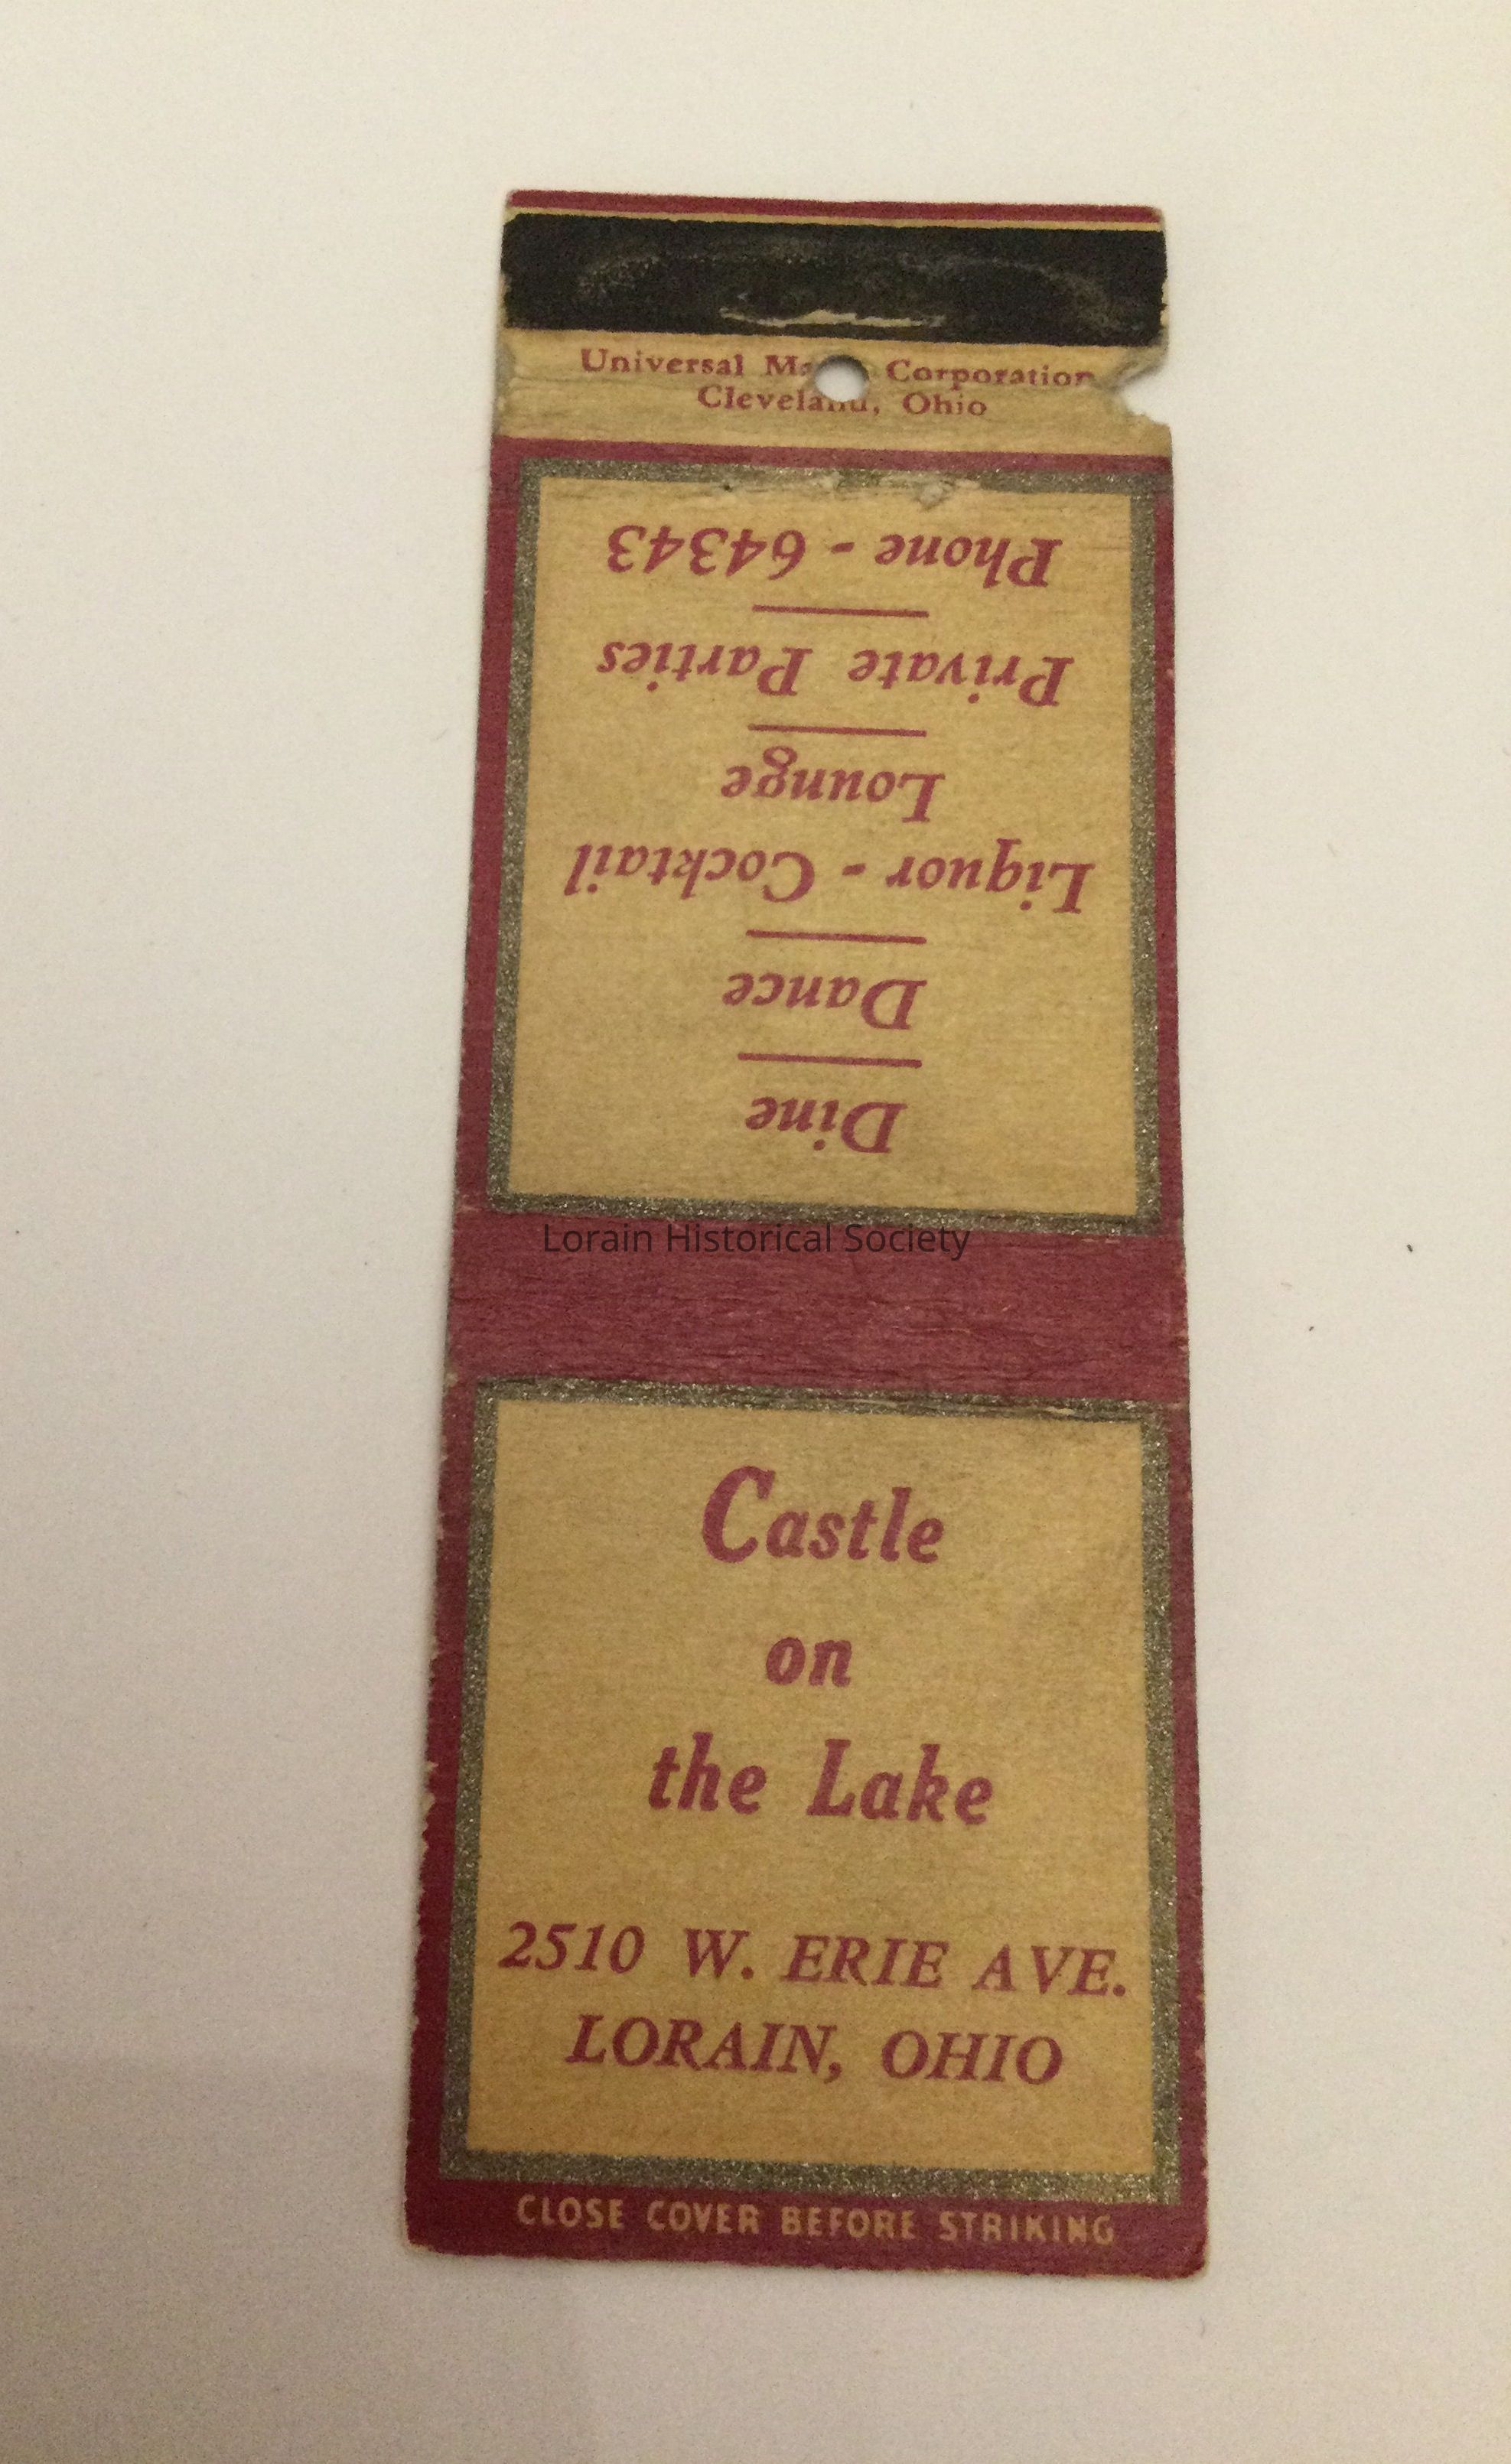 Universal Corporation
Cleveland, Ohio
Dine
Dance
Liquor - Cocktail
Lounge
Private Parties
Phone - 64343
Lorain Historical Society
Castle
on
the Lake
2510 W. ERIE AVE.
LORAIN, OHIO
CLOSE COVER BEFORE STRIKING